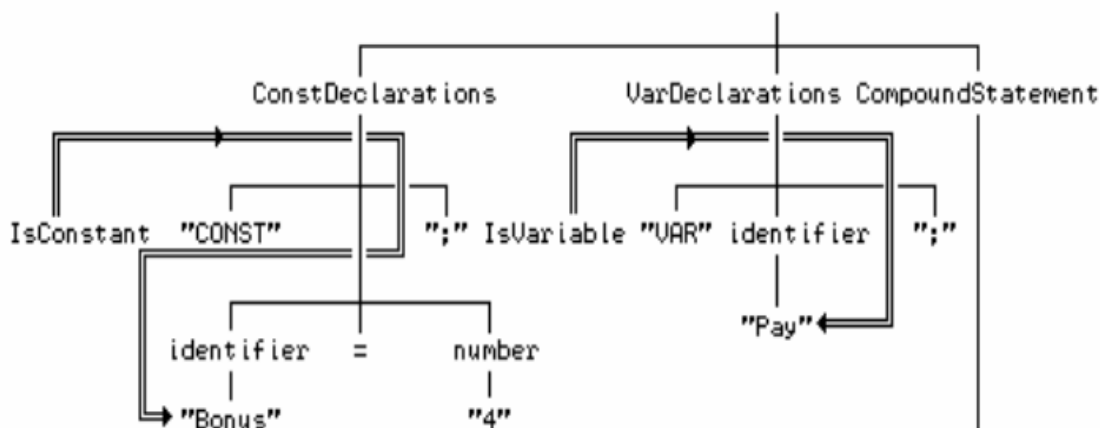 ConstDeclarations VarDeclarations CompoundStatement
IsConstant "CONST" ";" IsVariable "VAR" identifier ";"
"Pay"
identifier = number
"Bonus" "4"